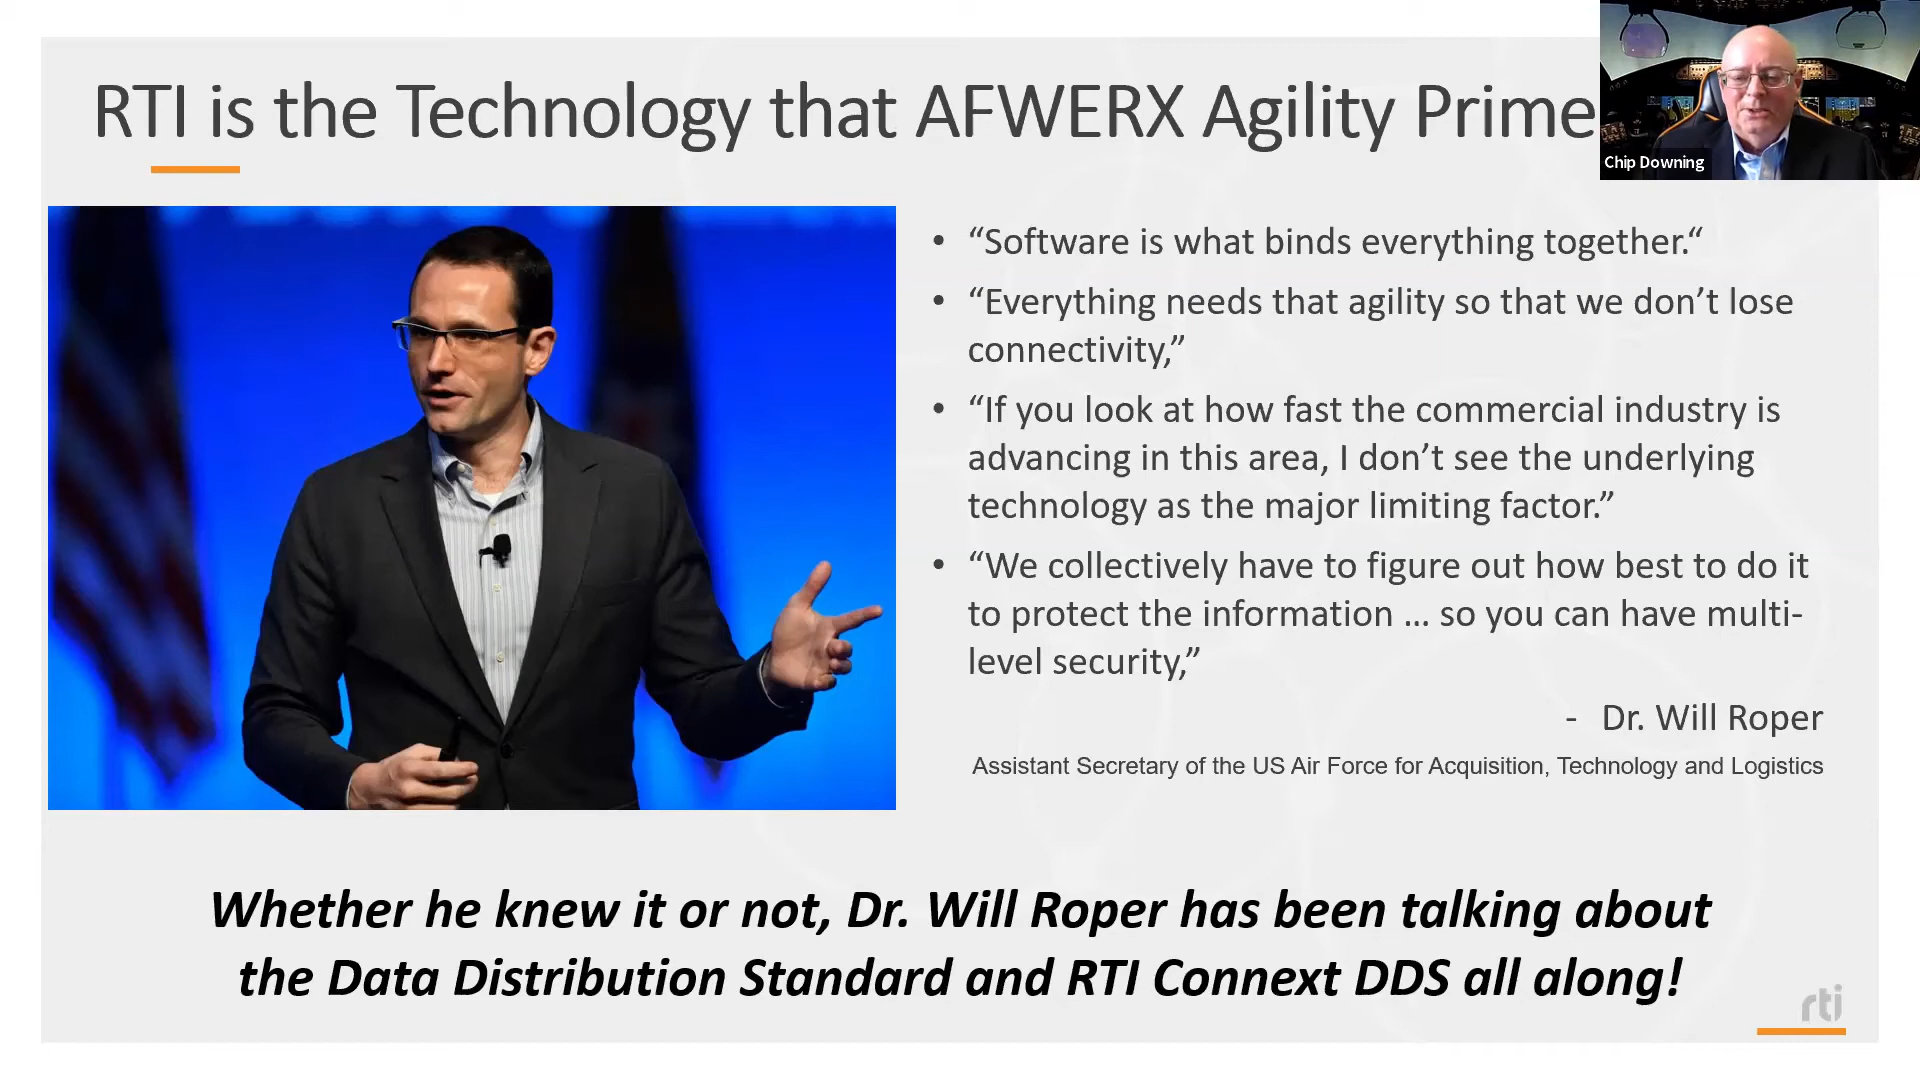 RTI is the Technology that AFWERX Agility Prime
Chip Downing
• “Software is what binds everything together.“
• “Everything needs that agility so that we don’t lose
connectivity,”
• “If you look at how fast the commercial industry is
advancing in this area, I don’t see the underlying
technology as the major limiting factor.”
• “We collectively have to figure out how best to do it
to protect the information … so you can have multi-
level security,”
- Dr. Will Roper
Assistant Secretary of the US Air Force for Acquisition, Technology and Logistics
Whether he knew it or not, Dr. Will Roper has been talking about
the Data Distribution Standard and RTI Connext DDS all along!
rti